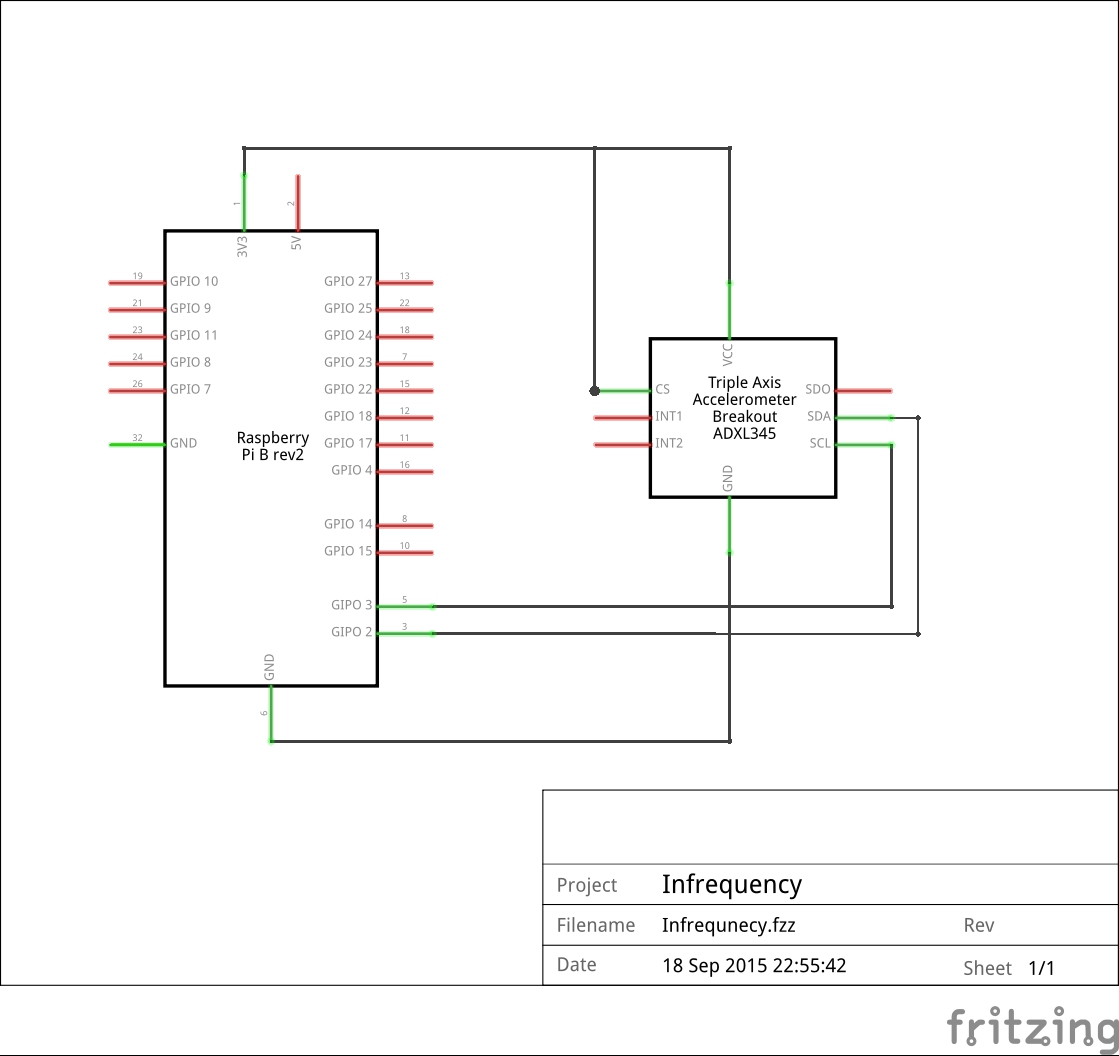 1
2
3V3
5V
19 GPIO 10
21 GPIO 9
23 GPIO 11
24 GPIO 8
26 GPIO 7
32 GND
Raspberry
Pi B rev2
GPIO 27 13
GPIO 25 22
GPIO 24 18
GPIO 23 7
GPIO 22 15
GPIO 18 12
GPIO 17 11
GPIO 4 16
GPIO 14 8
GPIO 15 10
GIPO 3 5
GIPO 2 3
GND
6
VCC
CS
INT1
INT2
Triple Axis
Accelerometer
Breakout
ADXL345
SDO
SDA
SCL
GND
Project Infrequency
Filename Infrequnecy.fzz Rev
Date 18 Sep 2015 22:55:42 Sheet 1/1
fritzing